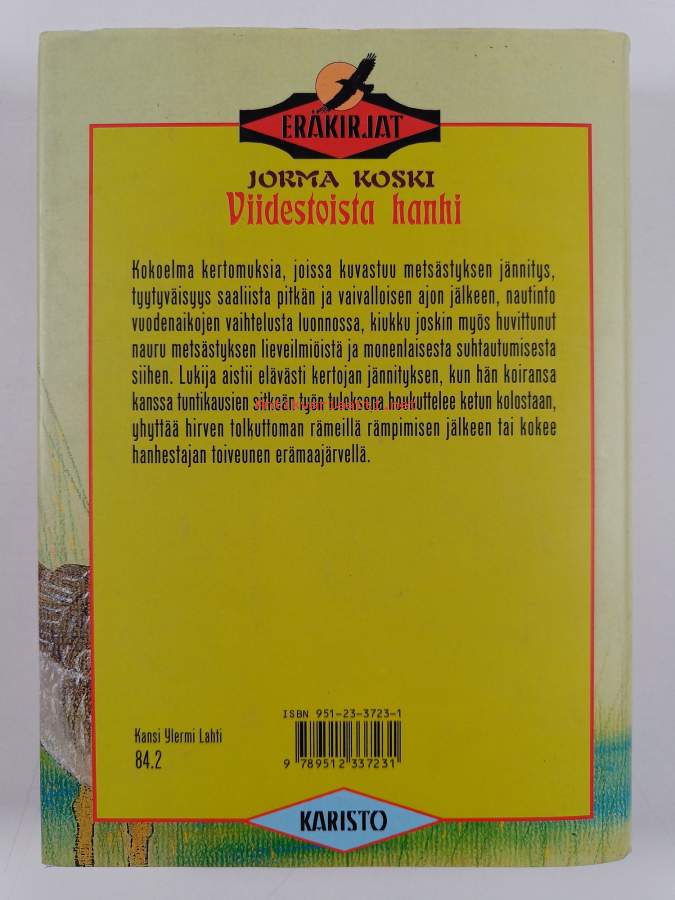 ERÄKIRJAT
JORMA KOSKI
Viidestoista hanhi
Kokoelma kertomuksia, joissa kuvastuu metsästyksen jännitys,
tyytyväisyys saaliista pitkän ja vaivalloisen ajon jälkeen, nautinto
vuodenaikojen vaihtelusta luonnossa, kiukku joskin myös huvittunut
nauru metsästyksen lieveilmiöistä ja monenlaisesta suhtautumisesta
siihen. Lukija aistii elävästi kertojan jännityksen, kun hän koiransa
kanssa tuntikausien sitkeän työn tuloksena houkuttelee ketun kolostaan,
yhyttää hirven tolkuttoman rämeillä rämpimisen jälkeen tai kokee
hanhestajan toiveunen erämaajärvellä.
ISBN 951-23-3723-1
Kansi Ylermi Lahti
84.2
9 789512 337231
KARISTO